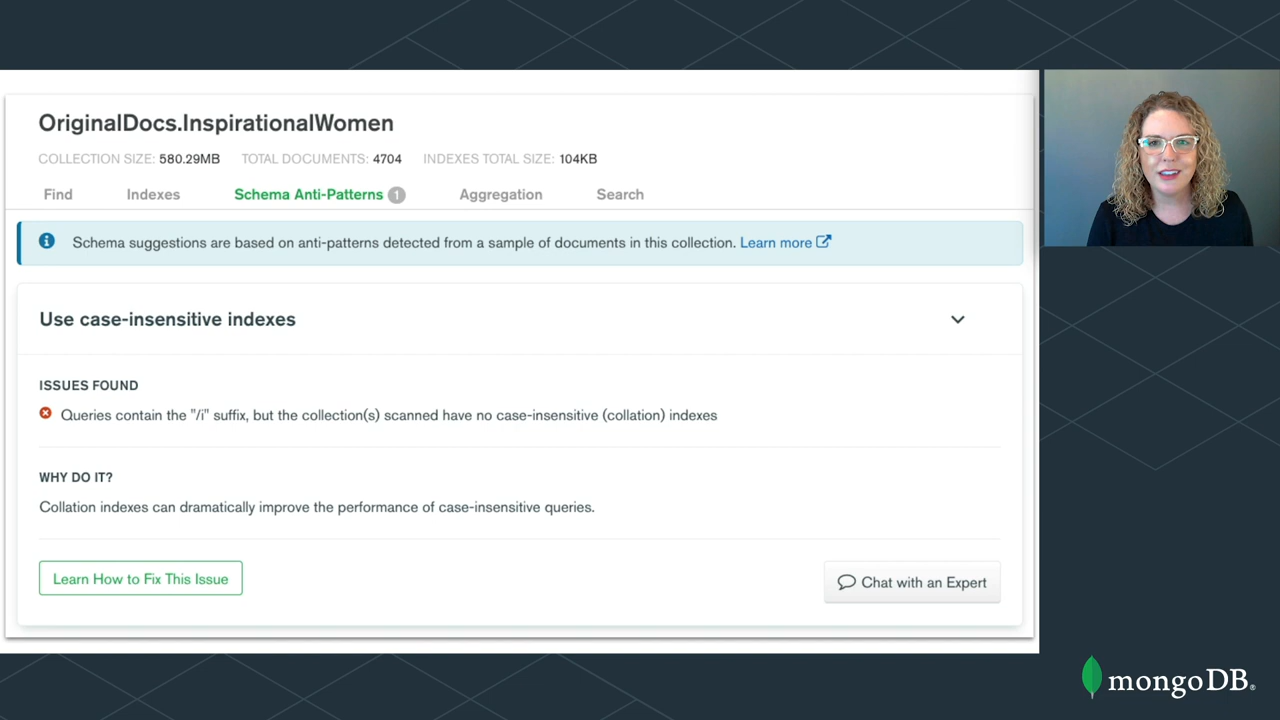 OriginalDocs.InspirationalWomen
COLLECTION SIZE: 580.29MB TOTAL DOCUMENTS: 4704 INDEXES TOTAL SIZE: 104KB
Find Indexes Schema Anti-Patterns 1 Aggregation Search
Schema suggestions are based on anti-patterns detected from a sample of documents in this collection. Learn more
Use case-insensitive indexes
ISSUES FOUND
Queries contain the "/i" suffix, but the collection(s) scanned have no case-insensitive (collation) indexes
WHY DO IT?
Collation indexes can dramatically improve the performance of case-insensitive queries.
Learn How to Fix This Issue
Chat with an Expert
mongoDB®